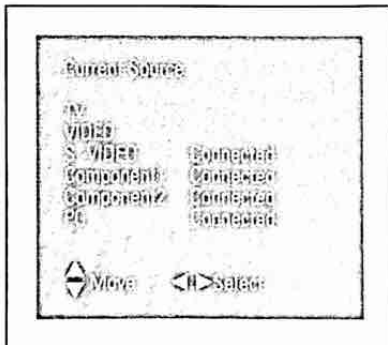 Current Source
TV
VIDEO
S-VIDEO Connected
Component1 Connected
Component2 Connected
PC Connected
Move Select